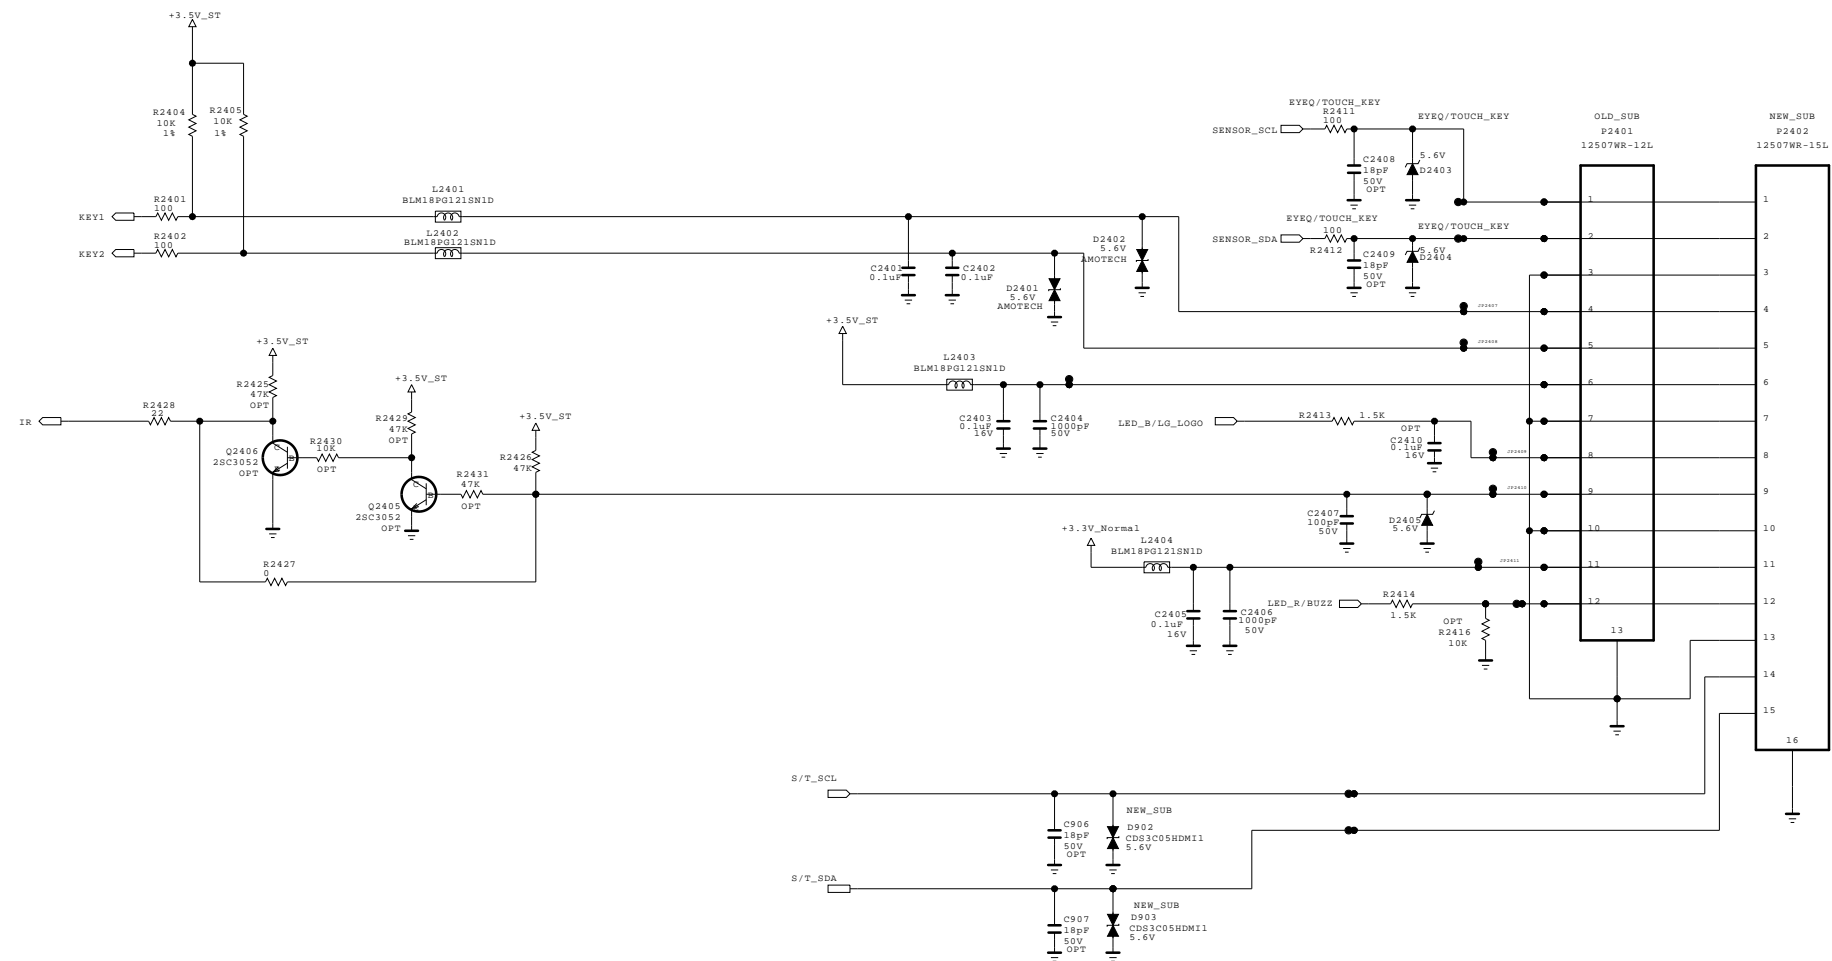 +3.5V_ST
R2404
10K
1%
R2405
10K
1%
KEY1
R2401
100
KEY2
R2402
100
L2401
BLM18PG121SN1D
L2402
BLM18PG121SN1D
C2401
0.1uF
C2402
0.1uF
D2401
5.6V
AMOTECH
D2402
5.6V
AMOTECH
EYEQ/TOUCH_KEY
R2411
100
SENSOR_SCL
EYEQ/TOUCH_KEY
C2408
18pF
50V
OPT
5.6V
D2403
EYEQ/TOUCH_KEY
100
R2412
SENSOR_SDA
EYEQ/TOUCH_KEY
C2409
18pF
50V
OPT
5.6V
D2404
OLD_SUB
P2401
12507WR-12L
1
2
3
4
5
6
7
8
9
10
11
12
13
NEW_SUB
P2402
12507WR-15L
1
2
3
4
5
6
7
8
9
10
11
12
13
14
15
16
JP2407
JP2408
+3.5V_ST
L2403
BLM18PG121SN1D
C2403
0.1uF
16V
C2404
1000pF
50V
LED_B/LG_LOGO
R2413
1.5K
OPT
C2410
0.1uF
16V
JP2409
JP2410
IR
R2428
22
+3.5V_ST
R2425
47K
OPT
Q2406
2SC3052
OPT
C
B
E
R2430
10K
OPT
+3.5V_ST
R2429
47K
OPT
Q2405
2SC3052
OPT
C
B
R2431
47K
OPT
+3.5V_ST
R2426
47K
R2427
0
C2407
100pF
50V
D2405
5.6V
+3.3V_Normal
L2404
BLM18PG121SN1D
JP2411
C2405
0.1uF
16V
C2406
1000pF
50V
LED_R/BUZZ
R2414
1.5K
OPT
R2416
10K
S/T_SCL
C906
18pF
50V
OPT
NEW_SUB
D902
CDS3C05HDMI1
5.6V
S/T_SDA
C907
18pF
50V
OPT
NEW_SUB
D903
CDS3C05HDMI1
5.6V